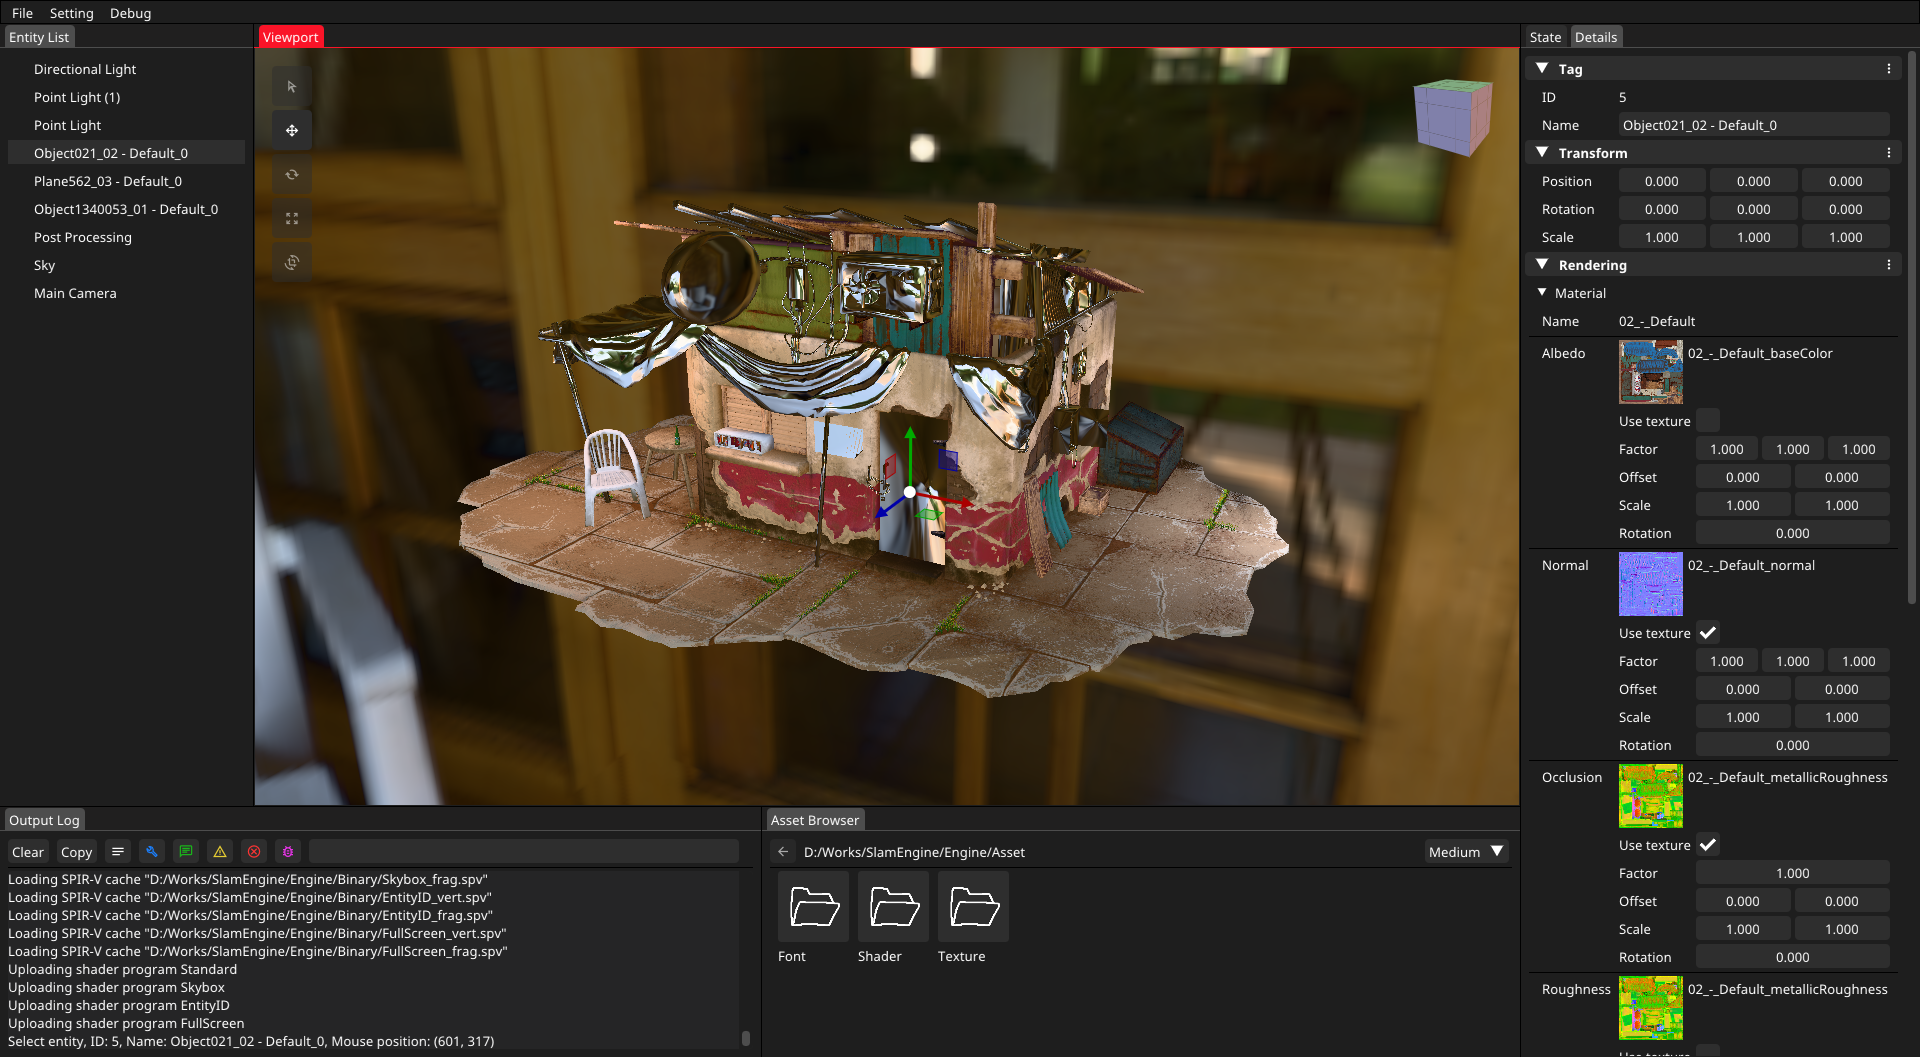 File Setting Debug
Entity List
Directional Light
Point Light (1)
Point Light
Object021_02 - Default_0
Plane562_03 - Default_0
Object1340053_01 - Default_0
Post Processing
Sky
Main Camera
Viewport
State Details
Tag
ID 5
Name Object021_02 - Default_0
Transform
Position 0.000 0.000 0.000
Rotation 0.000 0.000 0.000
Scale 1.000 1.000 1.000
Rendering
Material
Name 02_-_Default
Albedo 02_-_Default_baseColor
Use texture
Factor 1.000 1.000 1.000
Offset 0.000 0.000
Scale 1.000 1.000
Rotation 0.000
Normal 02_-_Default_normal
Use texture
Factor 1.000 1.000 1.000
Offset 0.000 0.000
Scale 1.000 1.000
Rotation 0.000
Occlusion 02_-_Default_metallicRoughness
Use texture
Factor 1.000
Offset 0.000 0.000
Scale 1.000 1.000
Rotation 0.000
Roughness 02_-_Default_metallicRoughness
Output Log
Clear Copy
Loading SPIR-V cache "D:/Works/SlamEngine/Engine/Binary/Skybox_frag.spv"
Loading SPIR-V cache "D:/Works/SlamEngine/Engine/Binary/EntityID_vert.spv"
Loading SPIR-V cache "D:/Works/SlamEngine/Engine/Binary/EntityID_frag.spv"
Loading SPIR-V cache "D:/Works/SlamEngine/Engine/Binary/FullScreen_vert.spv"
Loading SPIR-V cache "D:/Works/SlamEngine/Engine/Binary/FullScreen_frag.spv"
Uploading shader program Standard
Uploading shader program Skybox
Uploading shader program EntityID
Uploading shader program FullScreen
Select entity, ID: 5, Name: Object021_02 - Default_0, Mouse position: (601, 317)
Asset Browser
D:/Works/SlamEngine/Engine/Asset Medium
Font Shader Texture